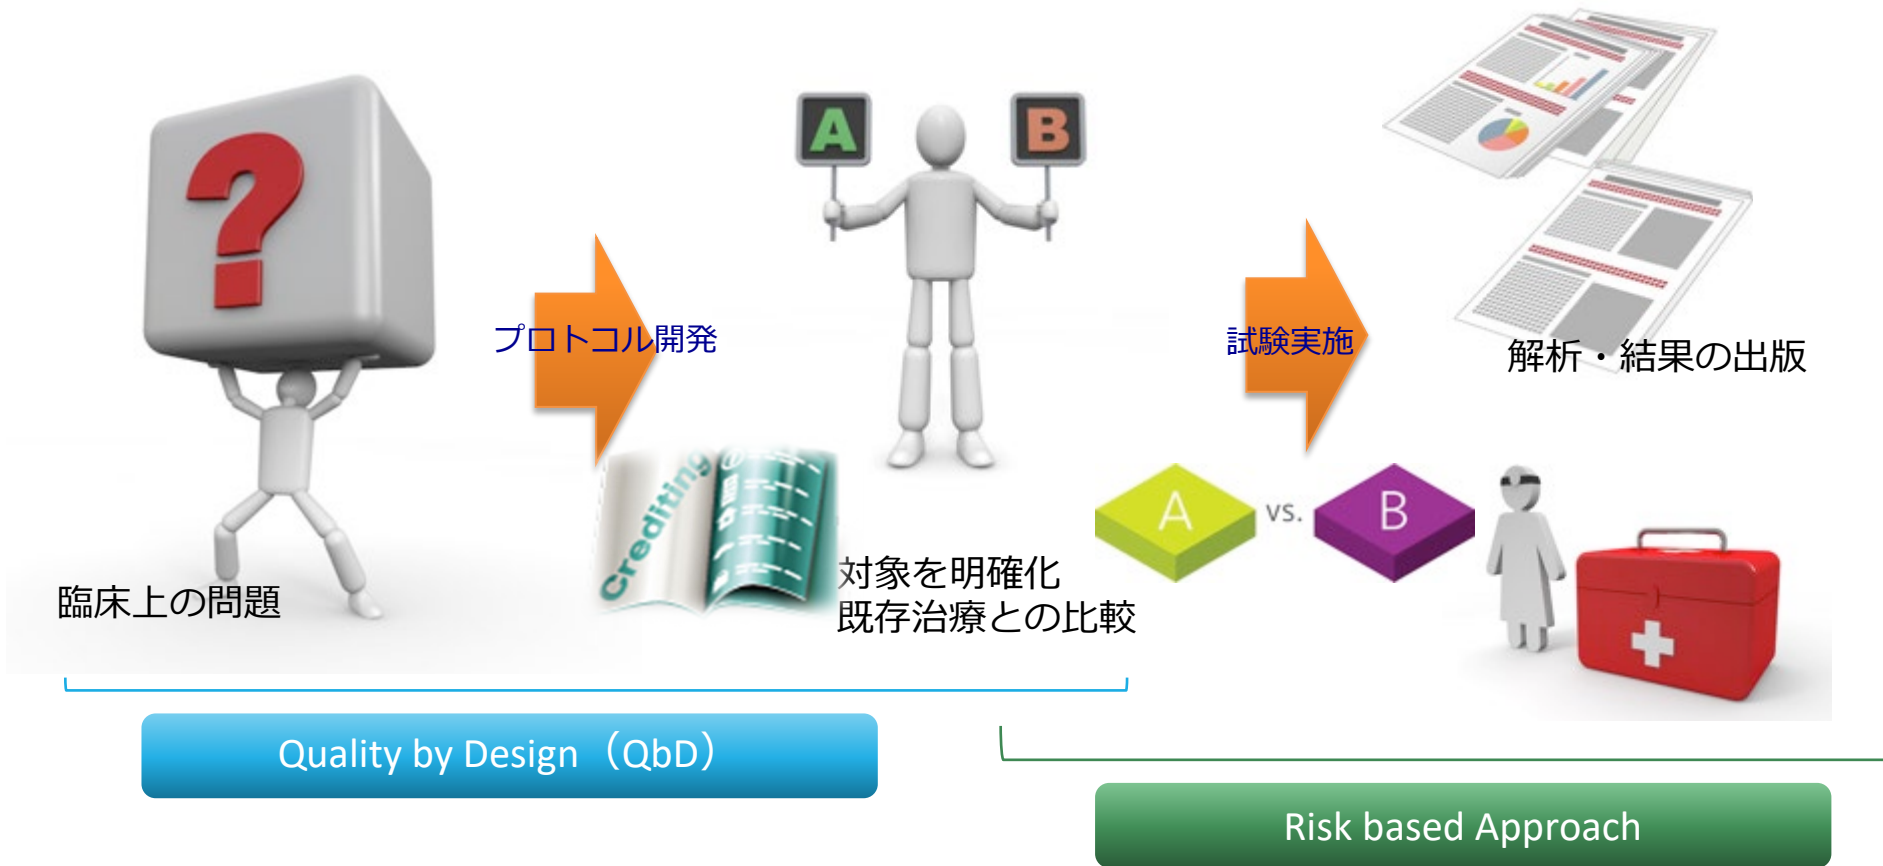 ?
臨床上の問題
プロトコル開発
A
B
Crediting
対象を明確化
既存治療との比較
試験実施
解析・結果の出版
A
vs.
B
Quality by Design（QbD）
Risk based Approach